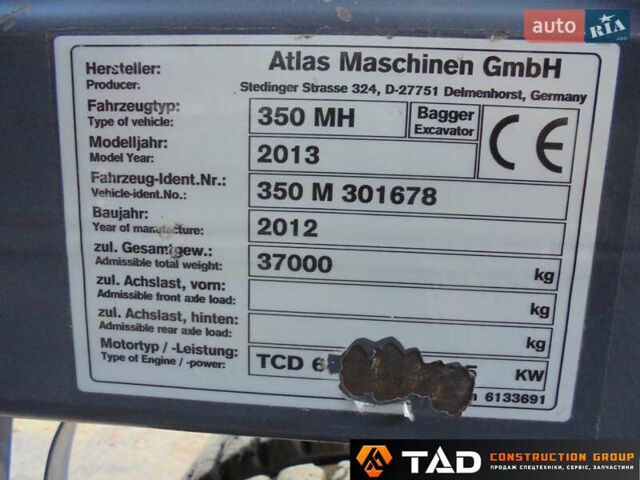 auto RIA
.com
Hersteller: Atlas Maschinen GmbH
Producer: Stedinger Strasse 324, D-27751 Delmenhorst, Germany
Fahrzeugtyp: 350 MH Bagger
Type of vehicle: Excavator
CE
Modelljahr: 2013
Model Year:
Fahrzeug-Ident.Nr.: 350 M 301678
Vehicle-ident.No.:
Baujahr: 2012
Year of manufacture:
zul. Gesamtgew.: 37000 kg
Admissible total weight:
zul. Achslast, vorn: kg
Admissible front axle load:
zul. Achslast, hinten: kg
Admissible rear axle load:
Motortyp / -Leistung: TCD KW
Type of Engine / -power:
6133691
TAD CONSTRUCTION GROUP
ПРОДАЖ СПЕЦТЕХНІКИ, СЕРВІС, ЗАПЧАСТИНИ